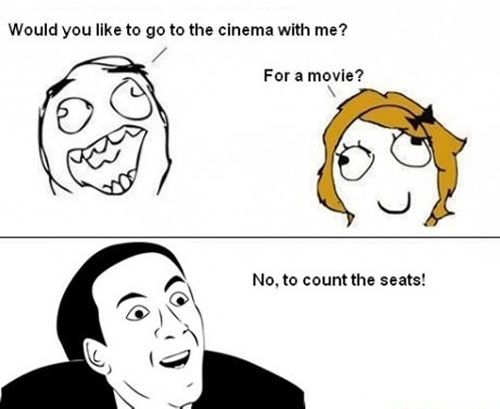 Would you like to go to the cinema with me?
For a movie?
No, to count the seats!